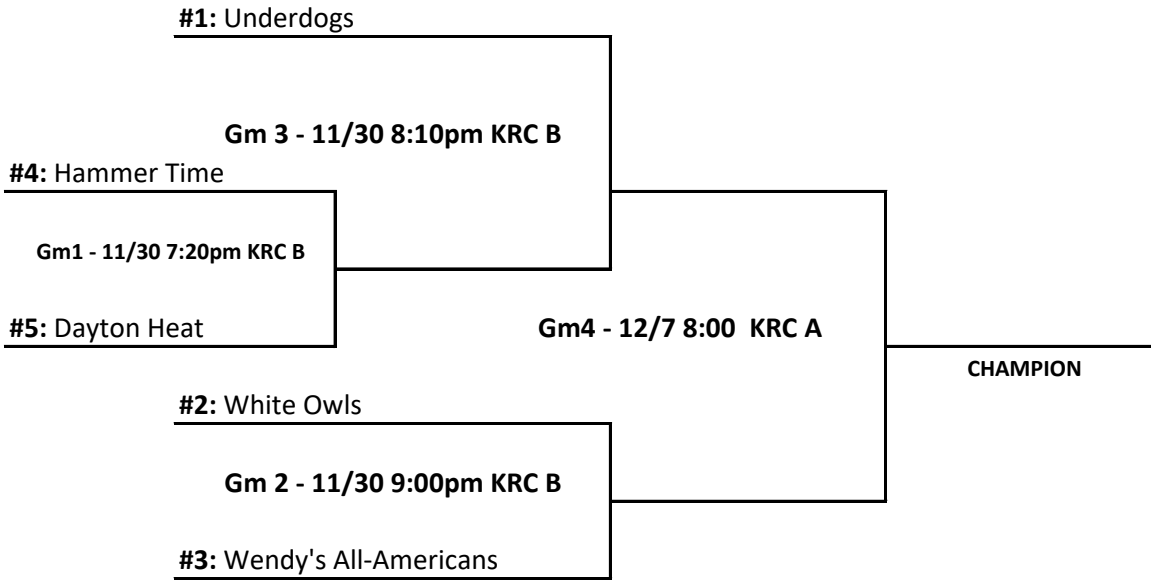 #1: Underdogs
Gm 3 - 11/30 8:10pm KRC B
#4: Hammer Time
Gm1 - 11/30 7:20pm KRC B
#5: Dayton Heat
Gm4 - 12/7 8:00  KRC A
CHAMPION
#2: White Owls
Gm 2 - 11/30 9:00pm KRC B
#3: Wendy's All-Americans